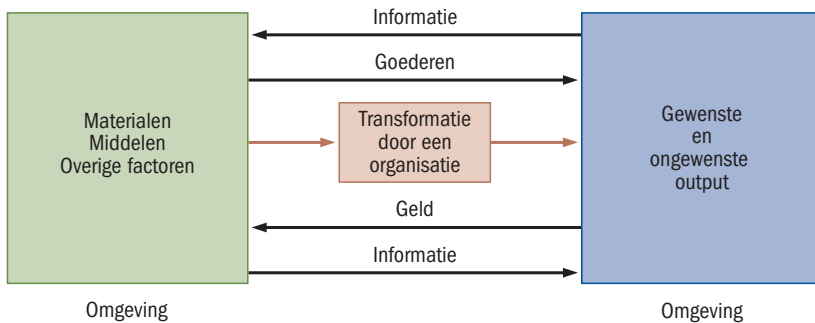 Informatie
Goederen
Materialen
Middelen
Overige factoren
Transformatie
door een
organisatie
Gewenste
en
ongewenste
output
Geld
Informatie
Omgeving
Omgeving